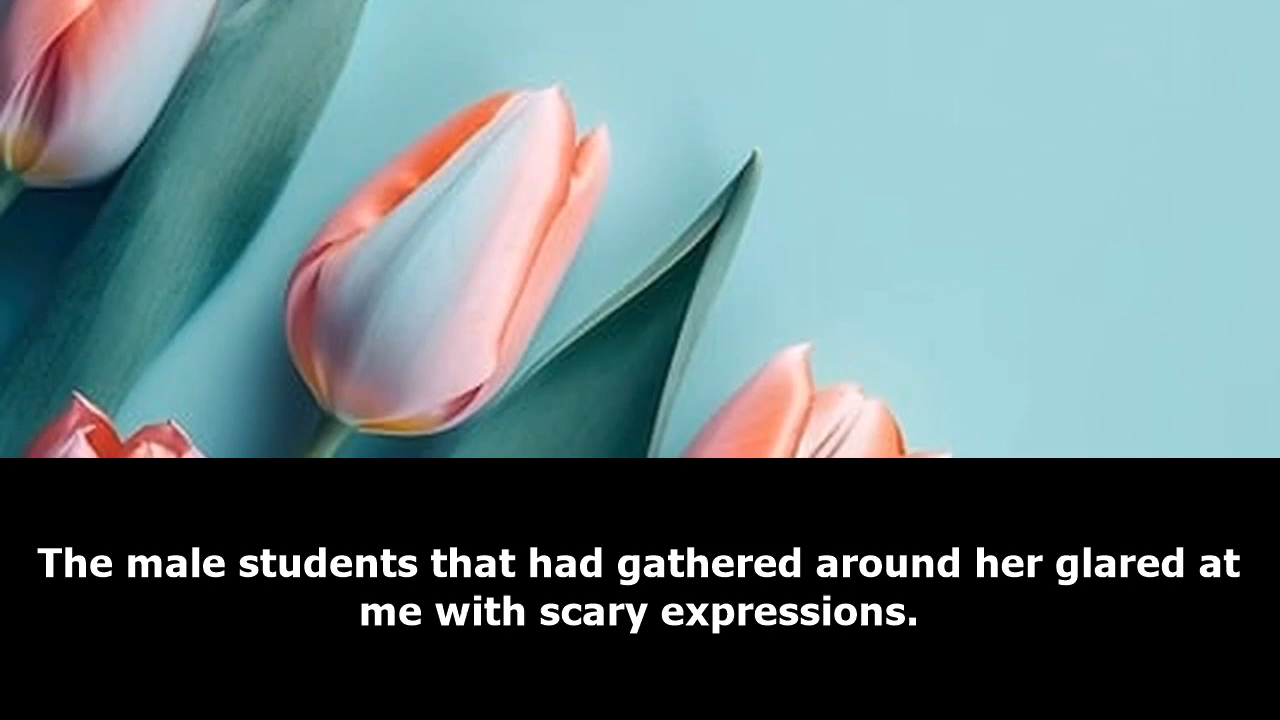 The male students that had gathered around her glared at
me with scary expressions.